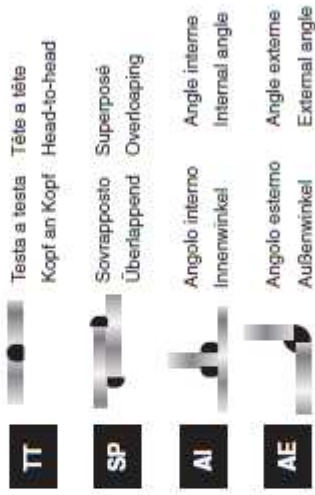 TT
Testa a testa Tête a tête
Kopf an Kopf Head-to-head
SP
Sovrapposto Superposé
Überlappend Overloaping
AI
Angolo interno Angle interne
Innenwinkel Internal angle
AE
Angolo esterno Angle externe
Außenwinkel External angle